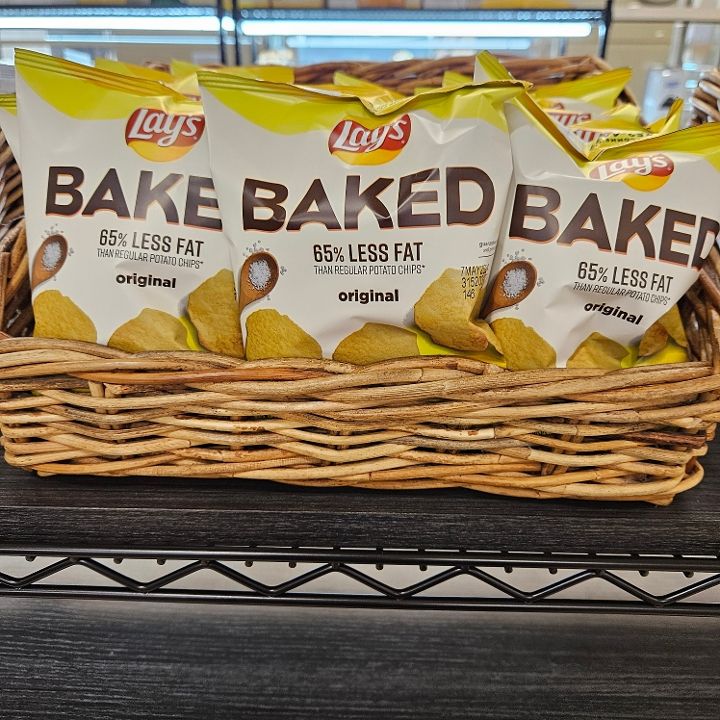 Lay's
BAKE
65% LESS FAT
THAN REGULAR POTATO CHIPS*
original
Lay's
BAKED
65% LESS FAT
THAN REGULAR POTATO CHIPS*
original
Lay's
BAKED
65% LESS FAT
THAN REGULAR POTATO CHIPS*
original